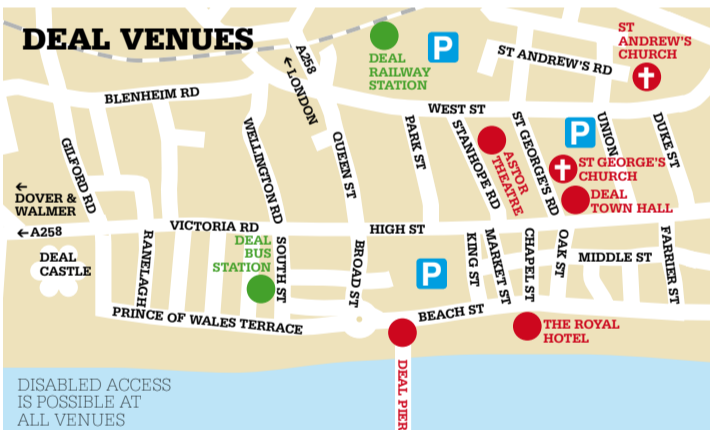 DEAL VENUES
A258
← LONDON
DEAL
RAILWAY
STATION
P
ST ANDREW'S RD
ST
ANDREW'S
CHURCH
BLENHEIM RD
WEST ST
GILFORD RD
WELLINGTON RD
QUEEN ST
PARK ST
STANHOPE RD
ASTOR
THEATRE
ST GEORGE'S RD
P
UNION
DUKE ST
ST GEORGE'S
CHURCH
DEAL
TOWN HALL
←
DOVER &
WALMER
← A258
VICTORIA RD
HIGH ST
DEAL
CASTLE
RANELAGH
DEAL
BUS
STATION
SOUTH ST
BROAD ST
P
KING ST
MARKET ST
CHAPEL ST
OAK ST
MIDDLE ST
FARRIER ST
PRINCE OF WALES TERRACE
BEACH ST
THE ROYAL
HOTEL
DEAL PIER
DISABLED ACCESS
IS POSSIBLE AT
ALL VENUES